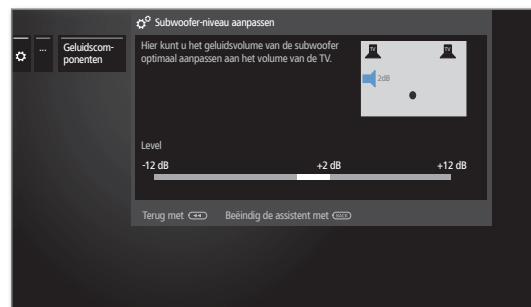 Subwoofer-niveau aanpassen
...
Geluidscom-
ponenten
Hier kunt u het geluidsvolume van de subwoofer
optimaal aanpassen aan het volume van de TV.
TV TV
2dB
Level
-12 dB +2 dB +12 dB
Terug met Beëindig de assistent met BACK